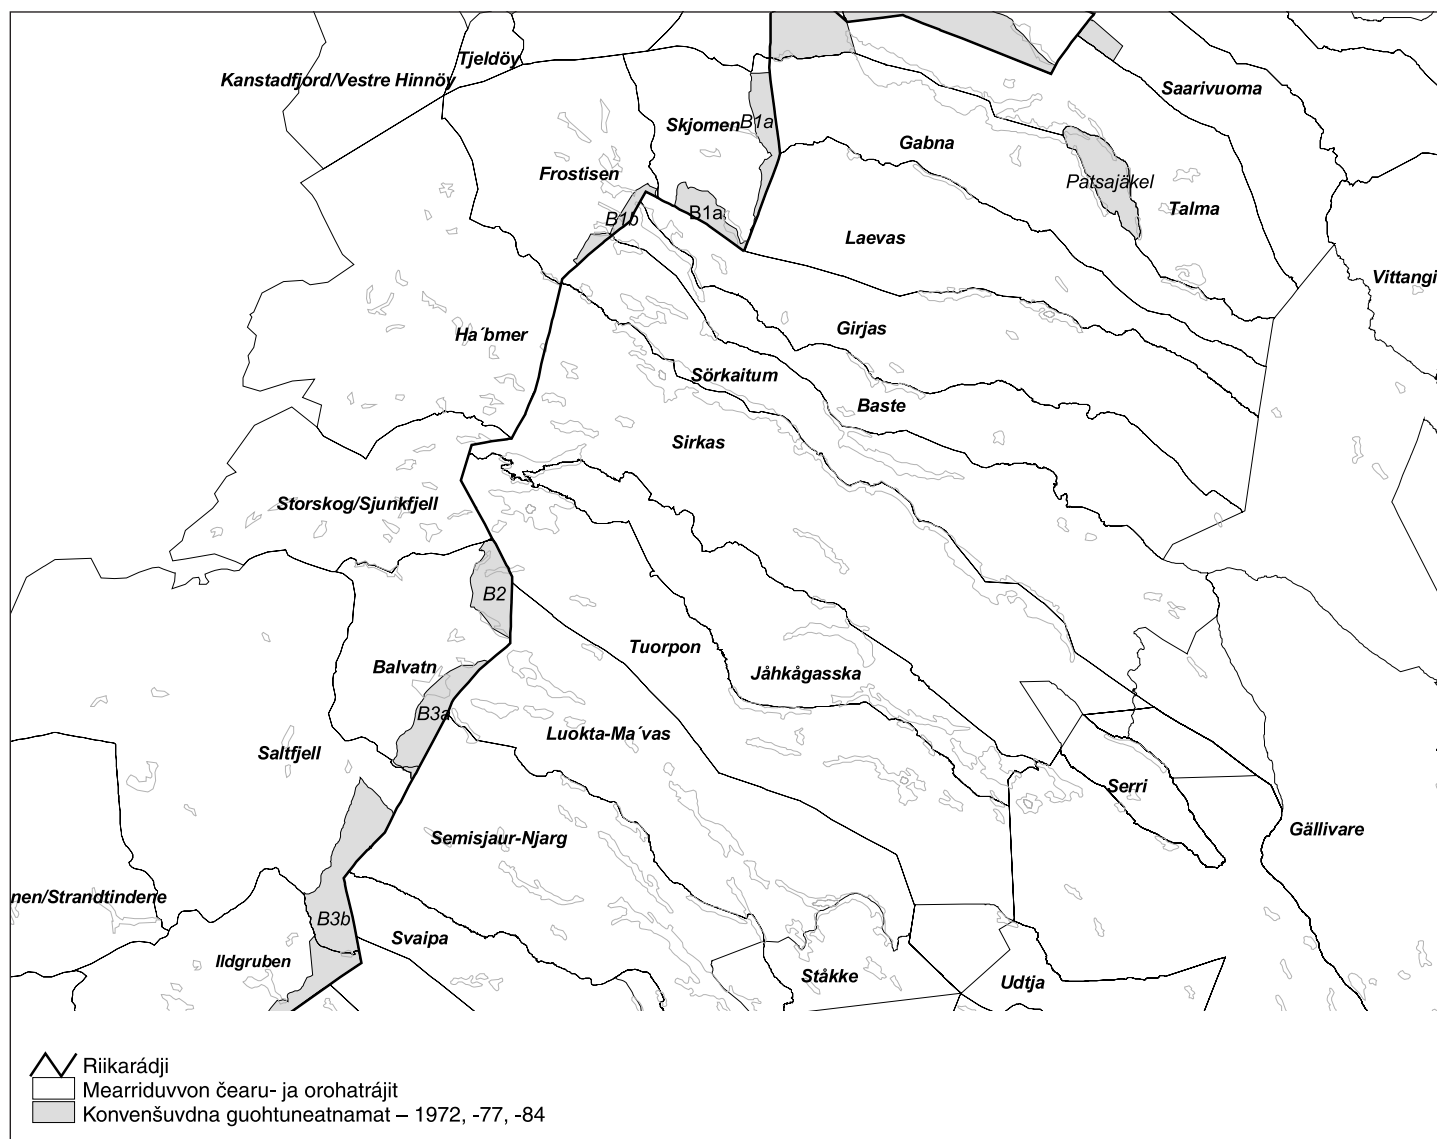 Tjeldöy
Kanstadfjord/Vestre Hinnöy
Saarivuoma
Skjomen
B1a
Gabna
Frostisen
Patsajäkel
Talma
B1b
B1a
Laevas
Vittangi
Ha´bmer
Girjas
Sörkaitum
Baste
Sirkas
Storskog/Sjunkfjell
B2
Tuorpon
Balvatn
Jåhkågasska
B3a
Luokta-Ma´vas
Saltfjell
Serri
Semisjaur-Njarg
Gällivare
nen/Strandtindene
B3b
Svaipa
Ildgruben
Ståkke
Udtja
Riikarádji
Mearriduvvon čearu- ja orohatrájit
Konvenšuvdna guohtuneatnamat – 1972, -77, -84